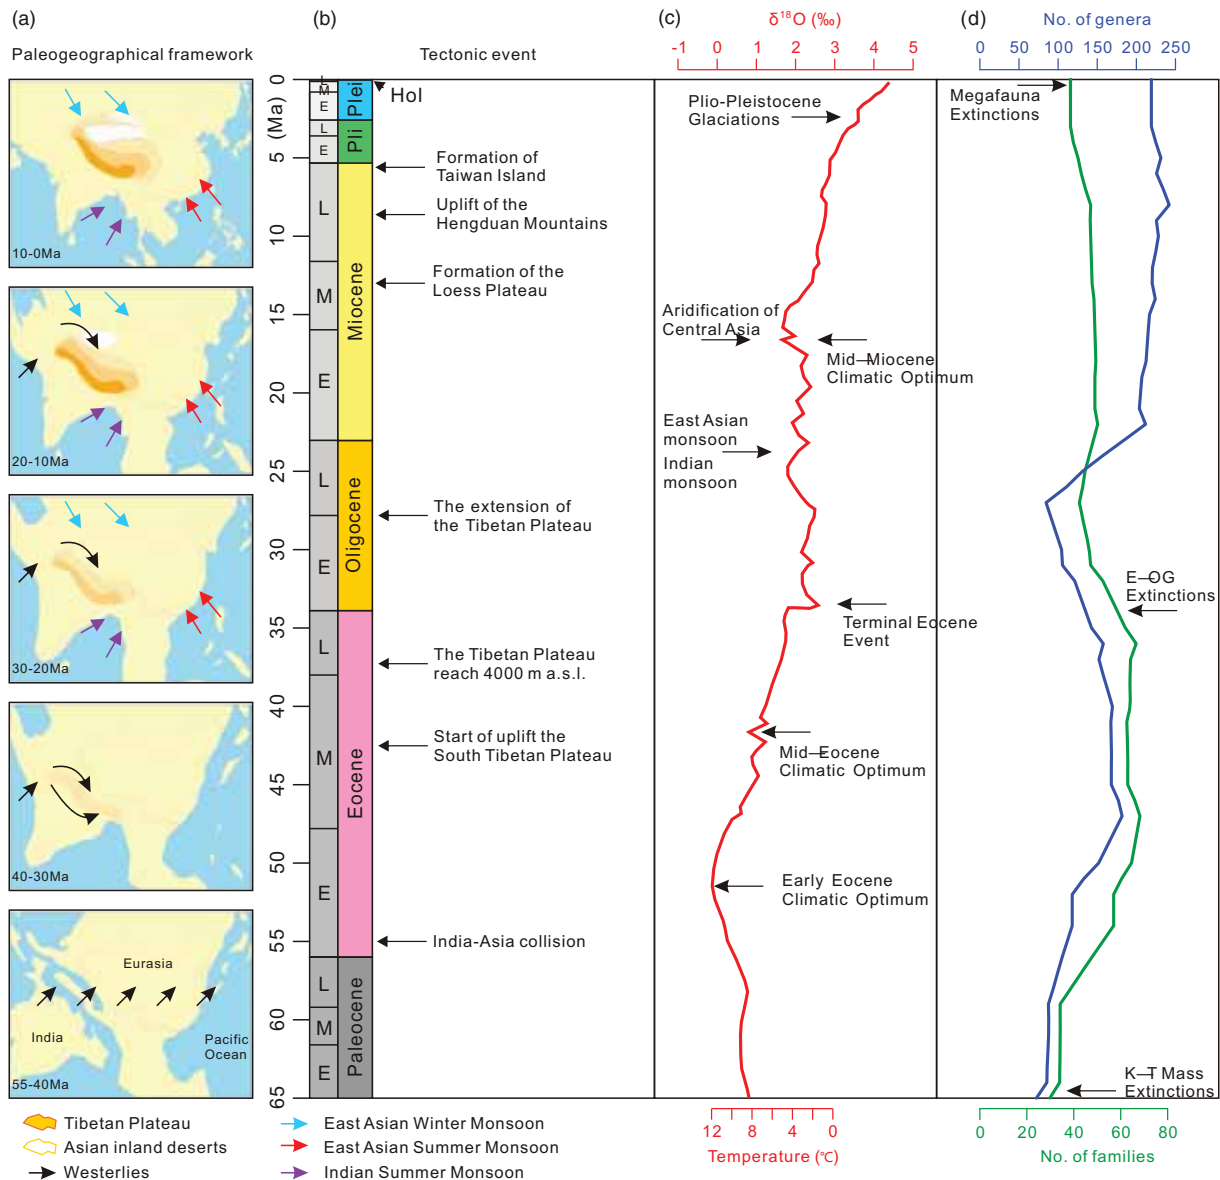 (a)
Paleogeographical framework
10-0Ma
20-10Ma
30-20Ma
40-30Ma
Eurasia
India
Pacific
Ocean
55-40Ma
Tibetan Plateau
Asian inland deserts
Westerlies
East Asian Winter Monsoon
East Asian Summer Monsoon
Indian Summer Monsoon
(b)
Tectonic event
(Ma)
0
5
10
15
20
25
30
35
40
45
50
55
60
65
L
M
E
L
E
L
M
E
L
E
L
M
E
L
M
E
Plei
Pli
Miocene
Oligocene
Eocene
Paleocene
Hol
Formation of
Taiwan Island
Uplift of the
Hengduan Mountains
Formation of the
Loess Plateau
The extension of
the Tibetan Plateau
The Tibetan Plateau
reach 4000 m a.s.l.
Start of uplift the
South Tibetan Plateau
India-Asia collision
(c)
δ18O (‰)
-1 0 1 2 3 4 5
Plio-Pleistocene
Glaciations
Aridification of
Central Asia
Mid-Miocene
Climatic Optimum
East Asian
monsoon
Indian
monsoon
Terminal Eocene
Event
Mid-Eocene
Climatic Optimum
Early Eocene
Climatic Optimum
12 8 4 0
Temperature (℃)
(d)
No. of genera
0 50 100 150 200 250
Megafauna
Extinctions
E-OG
Extinctions
K-T Mass
Extinctions
0 20 40 60 80
No. of families